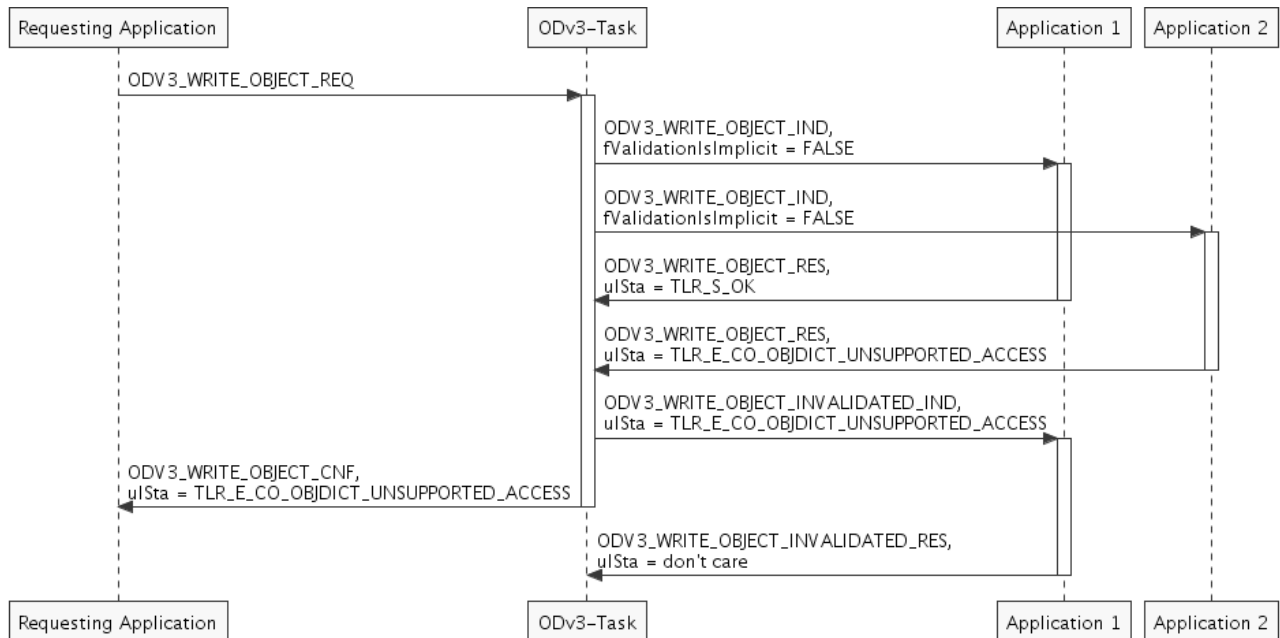 Requesting Application
ODv3-Task
Application 1
Application 2
ODV3_WRITE_OBJECT_REQ
ODV3_WRITE_OBJECT_IND,
fValidationIsImplicit = FALSE
ODV3_WRITE_OBJECT_IND,
fValidationIsImplicit = FALSE
ODV3_WRITE_OBJECT_RES,
ulSta = TLR_S_OK
ODV3_WRITE_OBJECT_RES,
ulSta = TLR_E_CO_OBJDICT_UNSUPPORTED_ACCESS
ODV3_WRITE_OBJECT_INVALIDATED_IND,
ulSta = TLR_E_CO_OBJDICT_UNSUPPORTED_ACCESS
ODV3_WRITE_OBJECT_CNF,
ulSta = TLR_E_CO_OBJDICT_UNSUPPORTED_ACCESS
ODV3_WRITE_OBJECT_INVALIDATED_RES,
ulSta = don't care
Requesting Application
ODv3-Task
Application 1
Application 2